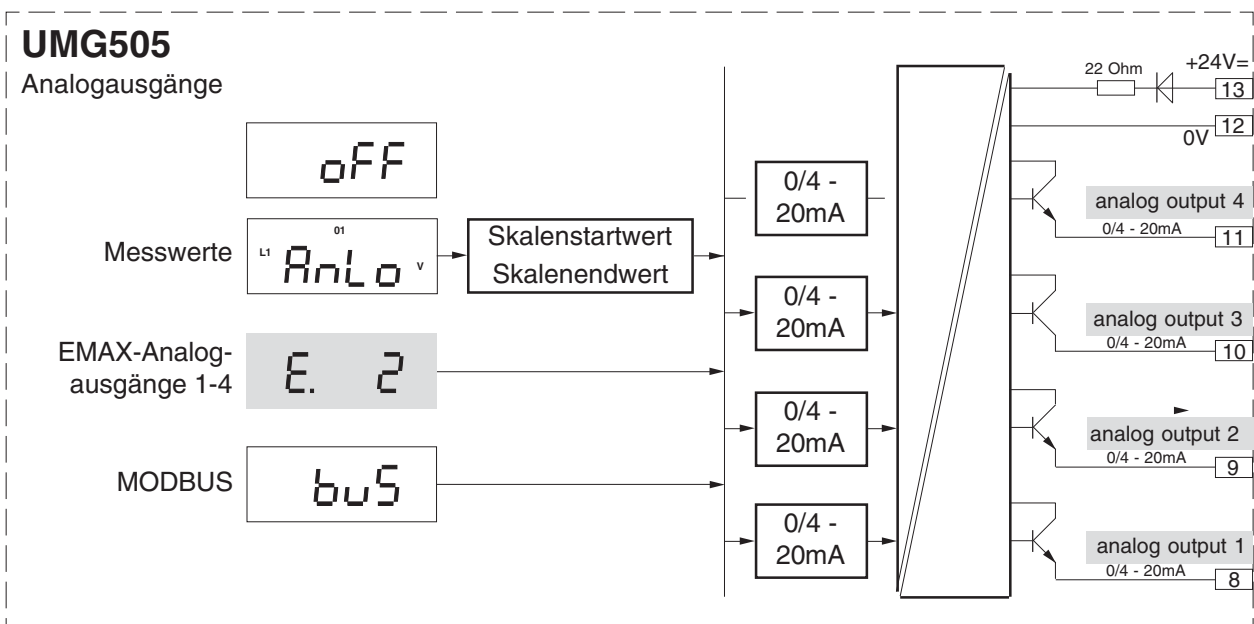 UMG505
Analogausgänge
oFF
Messwerte
L1
01
AnLo
V
Skalenstartwert
Skalenendwert
EMAX-Analog-
ausgänge 1-4
E. 2
MODBUS
buS
0/4 -
20mA
0/4 -
20mA
0/4 -
20mA
0/4 -
20mA
22 Ohm
+24V=
13
12
0V
analog output 4
0/4 - 20mA
11
analog output 3
0/4 - 20mA
10
analog output 2
0/4 - 20mA
9
analog output 1
0/4 - 20mA
8